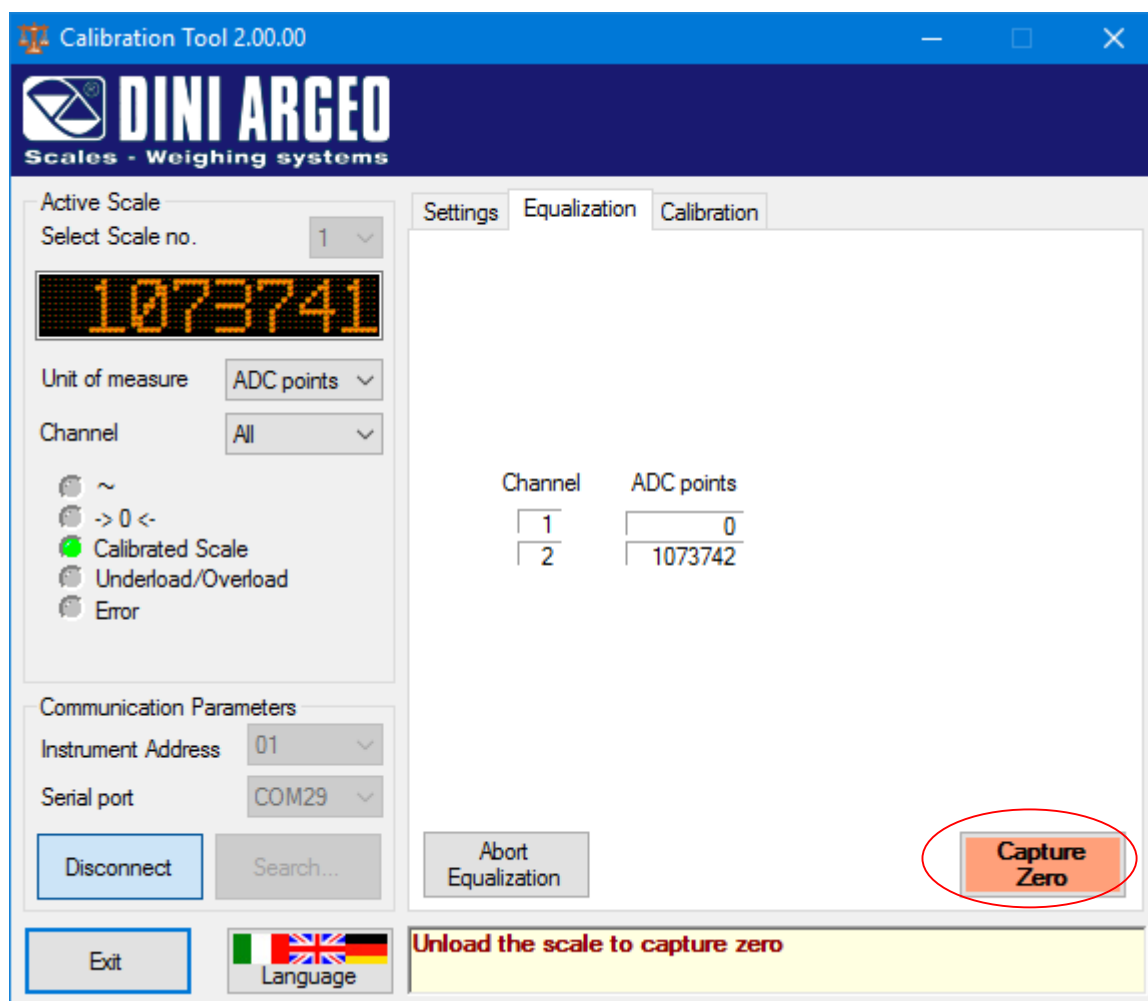 Calibration Tool 2.00.00
DINI ARGEO
®
Scales - Weighing systems
Active Scale
Select Scale no. 1
1073741
Unit of measure ADC points
Channel All
~
-> 0 <-
Calibrated Scale
Underload/Overload
Error
Communication Parameters
Instrument Address 01
Serial port COM29
Disconnect Search...
Exit
Language
Settings Equalization Calibration
Channel ADC points
1 0
2 1073742
Abort
Equalization
Capture
Zero
Unload the scale to capture zero